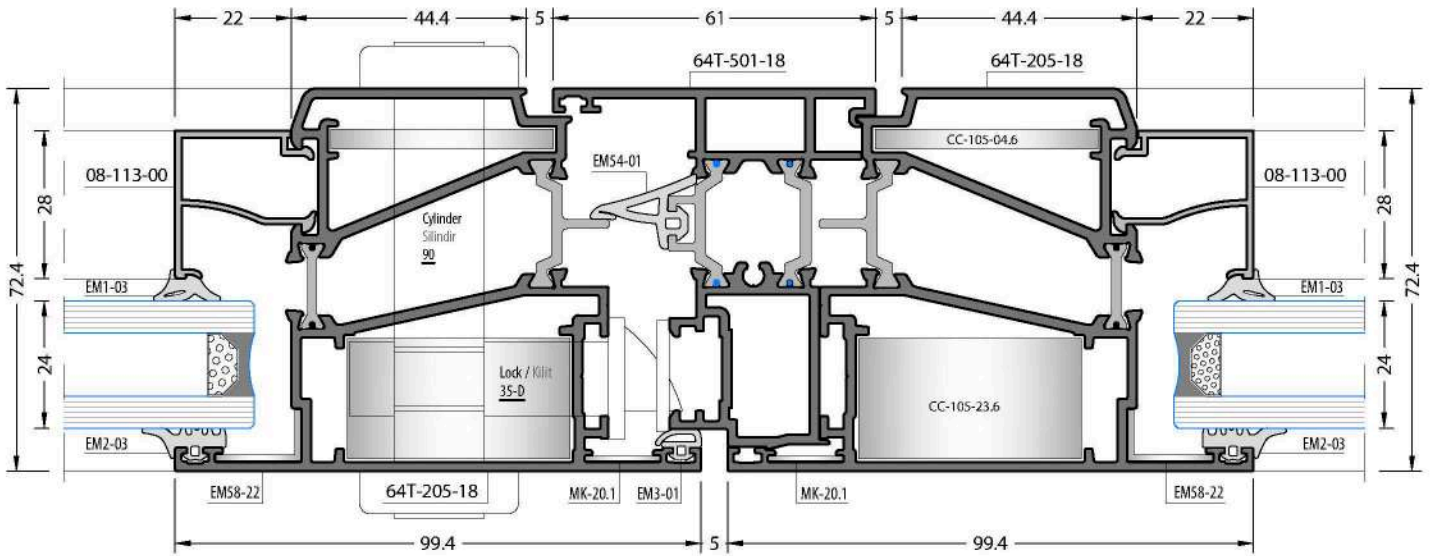 22
44.4
5
61
5
44.4
22
64T-501-18
64T-205-18
CC-105-04.6
EM54-01
08-113-00
08-113-00
72.4
28
28
72.4
Cylinder
Silindir
90
EM1-03
EM1-03
24
24
Lock / Kilit
35-D
CC-105-23.6
EM2-03
EM2-03
EM58-22
64T-205-18
MK-20.1
EM3-01
MK-20.1
EM58-22
99.4
5
99.4